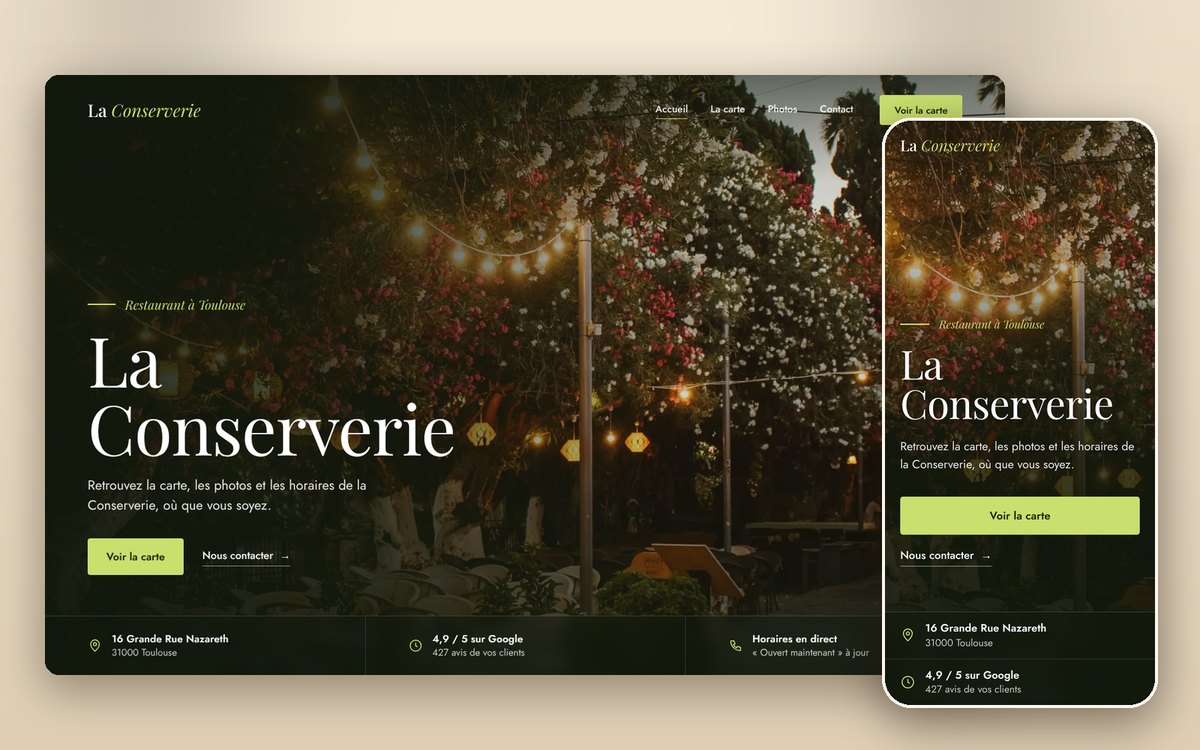 La Conserverie
Accueil
La carte
Photos
Contact
Voir la carte
Restaurant à Toulouse
La
Conserverie
Retrouvez la carte, les photos et les horaires de la
Conserverie, où que vous soyez.
Voir la carte
Nous contacter →
16 Grande Rue Nazareth
31000 Toulouse
4,9 / 5 sur Google
427 avis de vos clients
Horaires en direct
« Ouvert maintenant » à jour
La Conserverie
Restaurant à Toulouse
La
Conserverie
Retrouvez la carte, les photos et les horaires de
la Conserverie, où que vous soyez.
Voir la carte
Nous contacter →
16 Grande Rue Nazareth
31000 Toulouse
4,9 / 5 sur Google
427 avis de vos clients